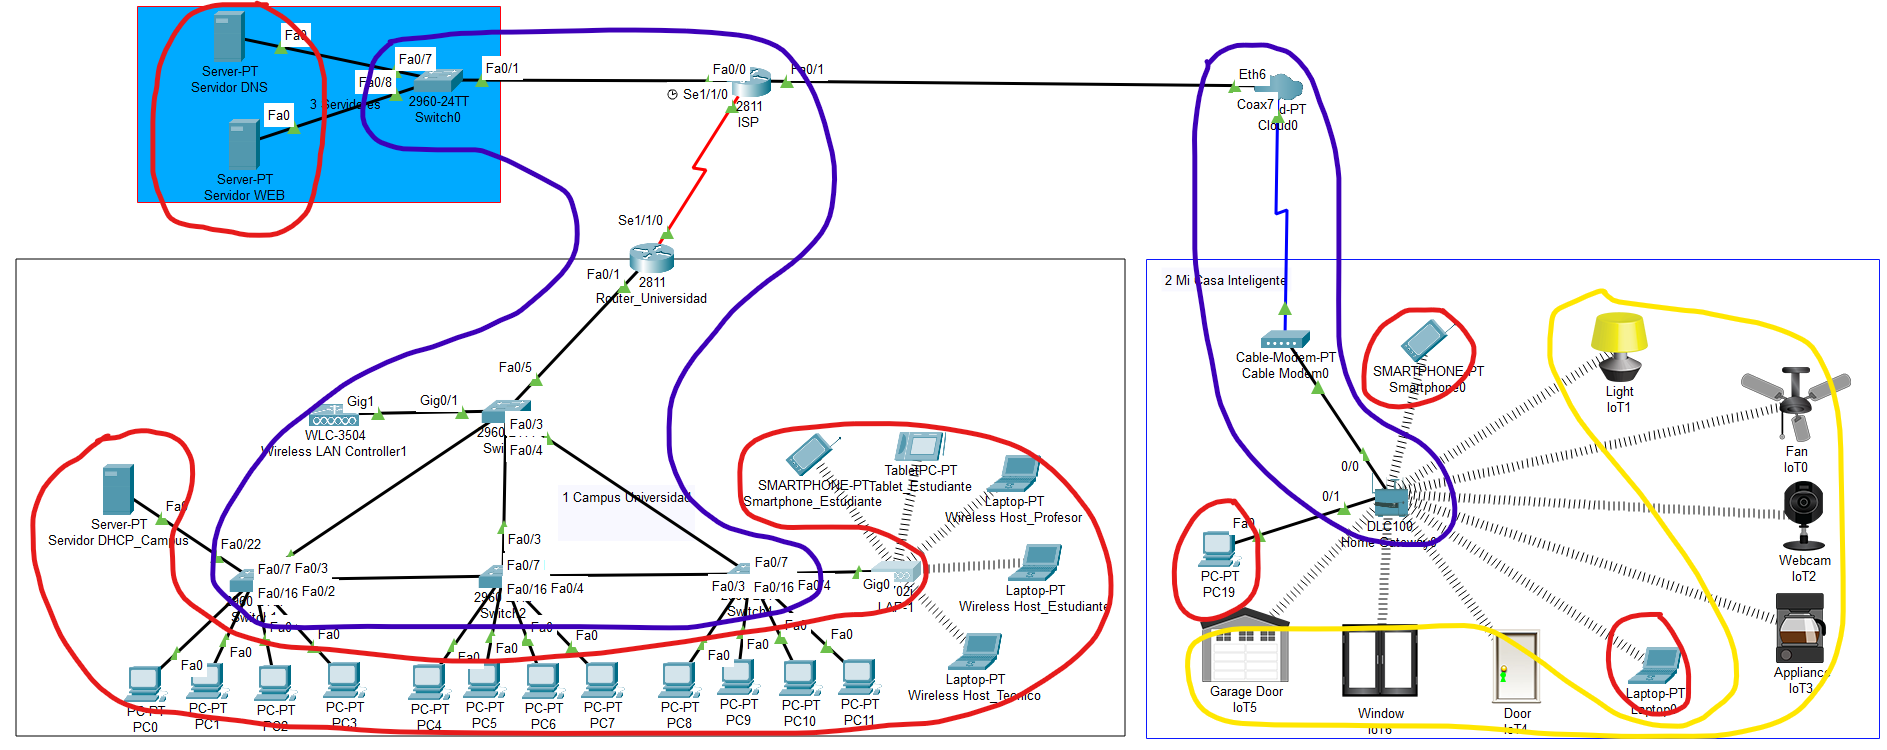 Fa0
Server-PT
Servidor DNS
Fa0/7
Fa0/8
Fa0/1
3 Servidores
2960-24TT
Switch0
Fa0
Server-PT
Servidor WEB
Fa0/0
Fa0/1
Se1/1/0
2811
ISP
Eth6
Coax7
d-PT
Cloud0
Se1/1/0
Fa0/1
2811
Router_Universidad
Fa0/5
Gig1
Gig0/1
WLC-3504
Wireless LAN Controller1
2960
Fa0/3
Fa0/4
1 Campus Universidad
Server-PT
Servidor DHCP_Campus
Fa0
Fa0/22
Fa0/7
Fa0/3
Fa0/16
Fa0/2
2960
Fa0/3
Fa0/7
Fa0/16
Fa0/4
2960
Switch2
Fa0/7
Fa0/3
Fa0/16
Fa0/4
Gig0
SMARTPHONE-PT
Smartphone_Estudiante
TabletPC-PT
Tablet_Estudiante
Laptop-PT
Wireless Host_Profesor
Laptop-PT
Wireless Host_Estudiante
Laptop-PT
Wireless Host_Tecnico
Fa0
Fa0
Fa0
Fa0
Fa0
Fa0
Fa0
Fa0
Fa0
Fa0
Fa0
PC-PT
PC0
PC-PT
PC1
PC-PT
PC2
PC-PT
PC3
PC-PT
PC4
PC-PT
PC5
PC-PT
PC6
PC-PT
PC7
PC-PT
PC8
PC-PT
PC9
PC-PT
PC10
PC-PT
PC11
2 Mi Casa Inteligente
Cable-Modem-PT
Cable Modem0
SMARTPHONE-PT
Smartphone0
Light
IoT1
Fan
IoT0
0/0
0/1
DLC100
Home Gateway0
Fa0
PC-PT
PC19
Webcam
IoT2
Appliance
IoT3
Garage Door
IoT5
Window
IoT6
Door
IoT4
Laptop-PT
Laptop0